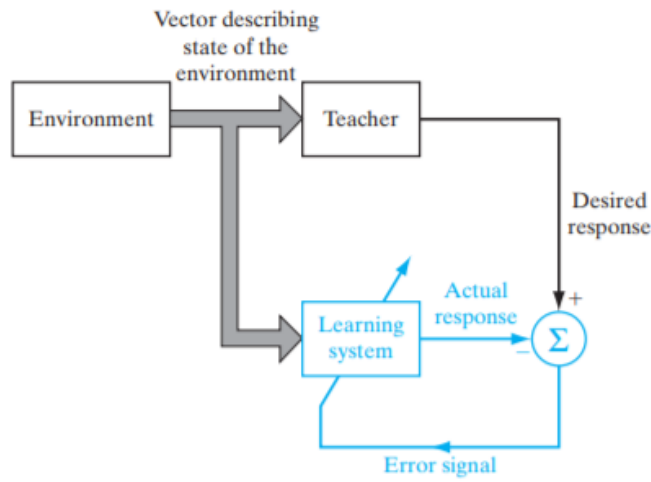 Vector describing
state of the
environment
Environment
Teacher
Desired
response
+
Actual
response
Learning
system
−
Σ
Error signal